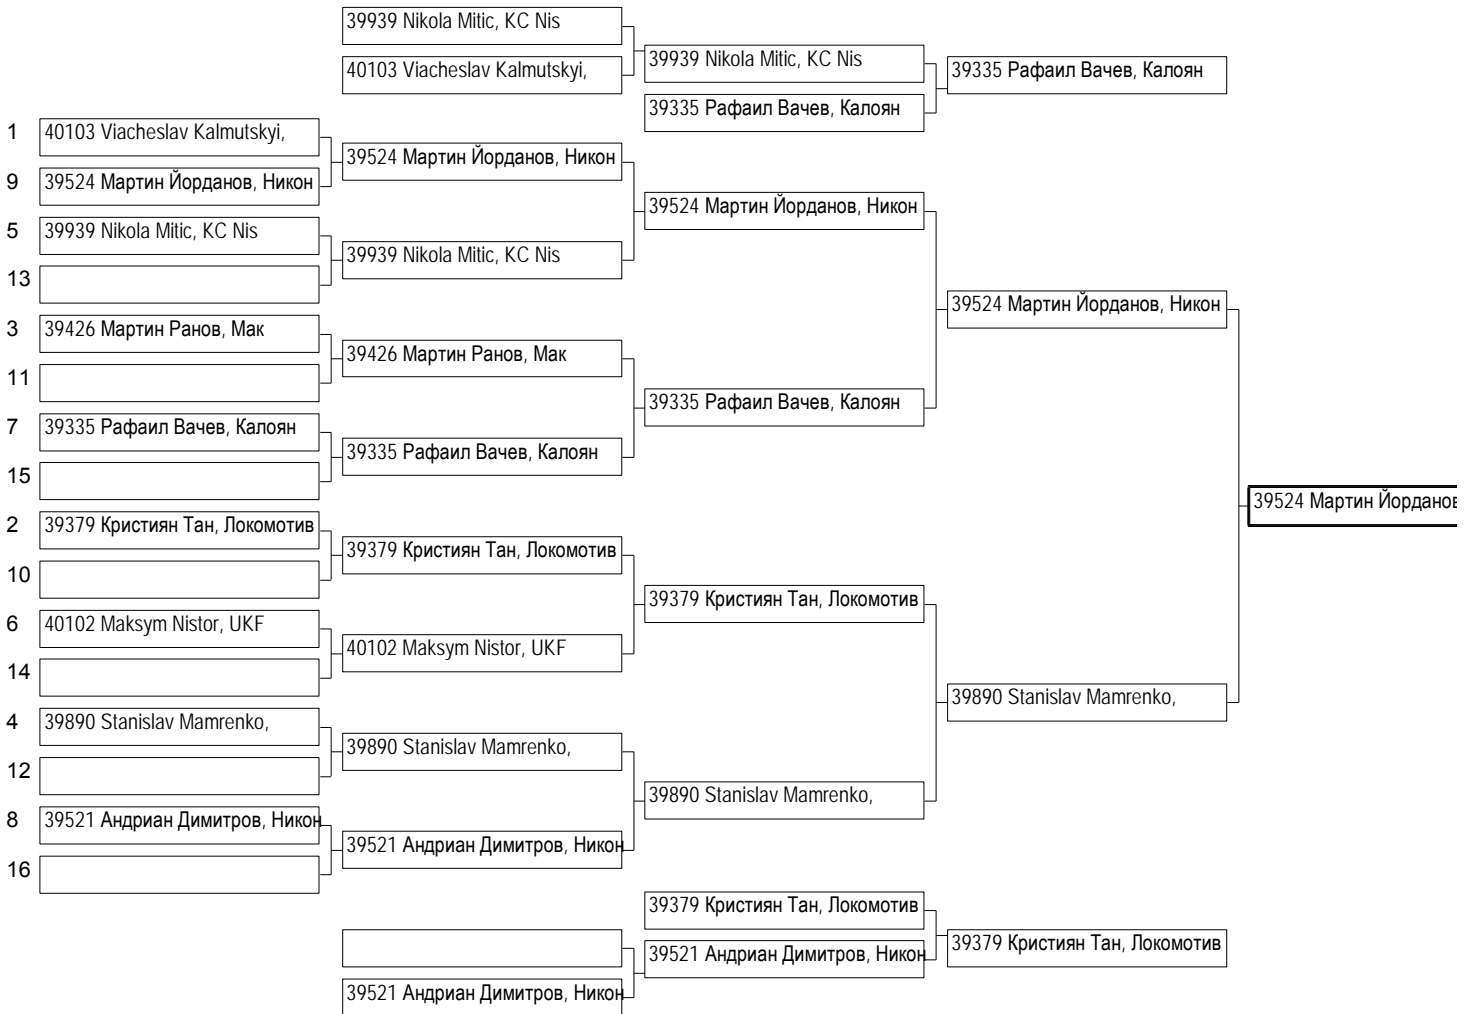 39939 Nikola Mitic, KC Nis
40103 Viacheslav Kalmutskyi,
39939 Nikola Mitic, KC Nis
39335 Рафаил Вачев, Калоян
39335 Рафаил Вачев, Калоян
1 40103 Viacheslav Kalmutskyi,
9 39524 Мартин Йорданов, Никон
5 39939 Nikola Mitic, KC Nis
13
3 39426 Мартин Ранов, Мак
11
7 39335 Рафаил Вачев, Калоян
15
2 39379 Кристиян Тан, Локомотив
10
6 40102 Maksym Nistor, UKF
14
4 39890 Stanislav Mamrenko,
12
8 39521 Андриан Димитров, Никон
16
39524 Мартин Йорданов, Никон
39939 Nikola Mitic, KC Nis
39426 Мартин Ранов, Мак
39335 Рафаил Вачев, Калоян
39379 Кристиян Тан, Локомотив
40102 Maksym Nistor, UKF
39890 Stanislav Mamrenko,
39521 Андриан Димитров, Никон
39524 Мартин Йорданов, Никон
39335 Рафаил Вачев, Калоян
39379 Кристиян Тан, Локомотив
39890 Stanislav Mamrenko,
39524 Мартин Йорданов, Никон
39890 Stanislav Mamrenko,
39524 Мартин Йорданов
39521 Андриан Димитров, Никон
39379 Кристиян Тан, Локомотив
39521 Андриан Димитров, Никон
39379 Кристиян Тан, Локомотив